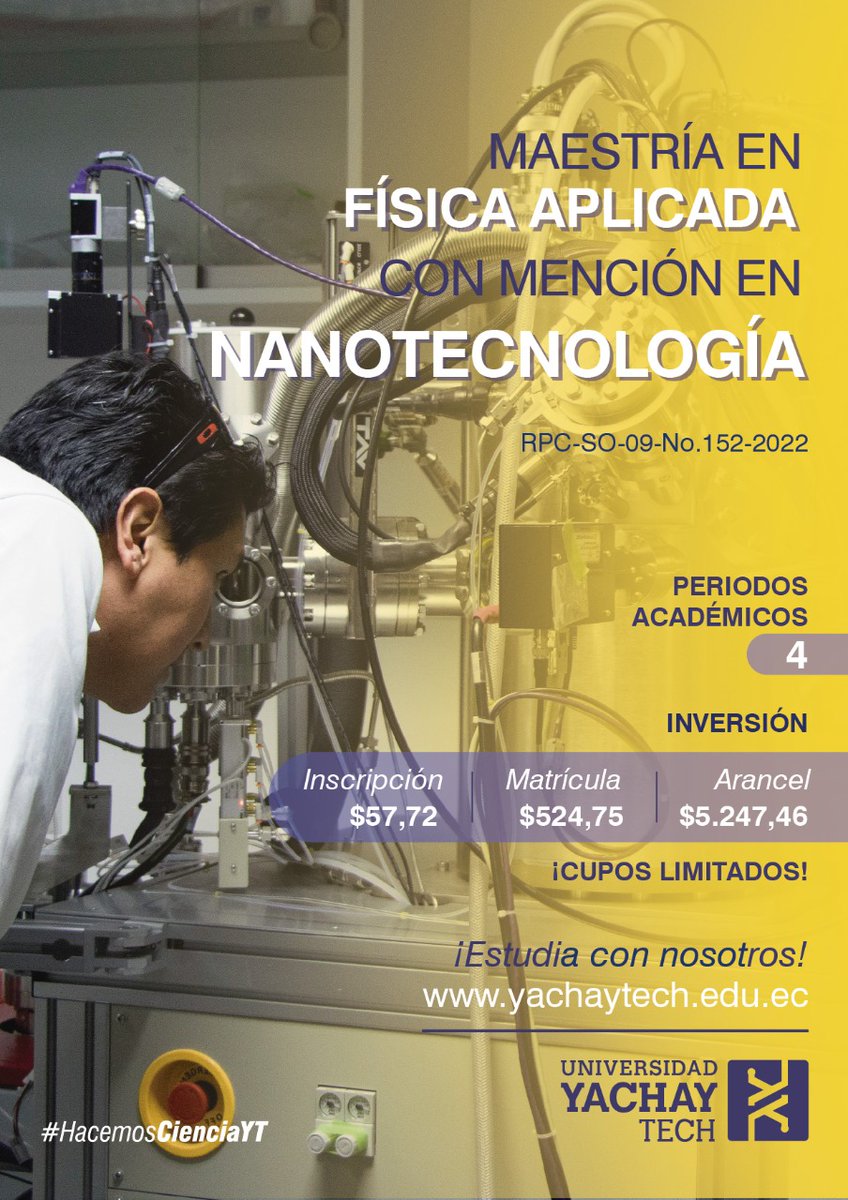 MAESTRÍA EN
FÍSICA APLICADA
CON MENCIÓN EN
NANOTECNOLOGÍA
RPC-SO-09-No.152-2022
PERIODOS
ACADÉMICOS
4
INVERSIÓN
Inscripción
$57,72
Matrícula
$524,75
Arancel
$5.247,46
¡CUPOS LIMITADOS!
¡Estudia con nosotros!
www.yachaytech.edu.ec
UNIVERSIDAD
YACHAY
TECH
#HacemosCienciaYT